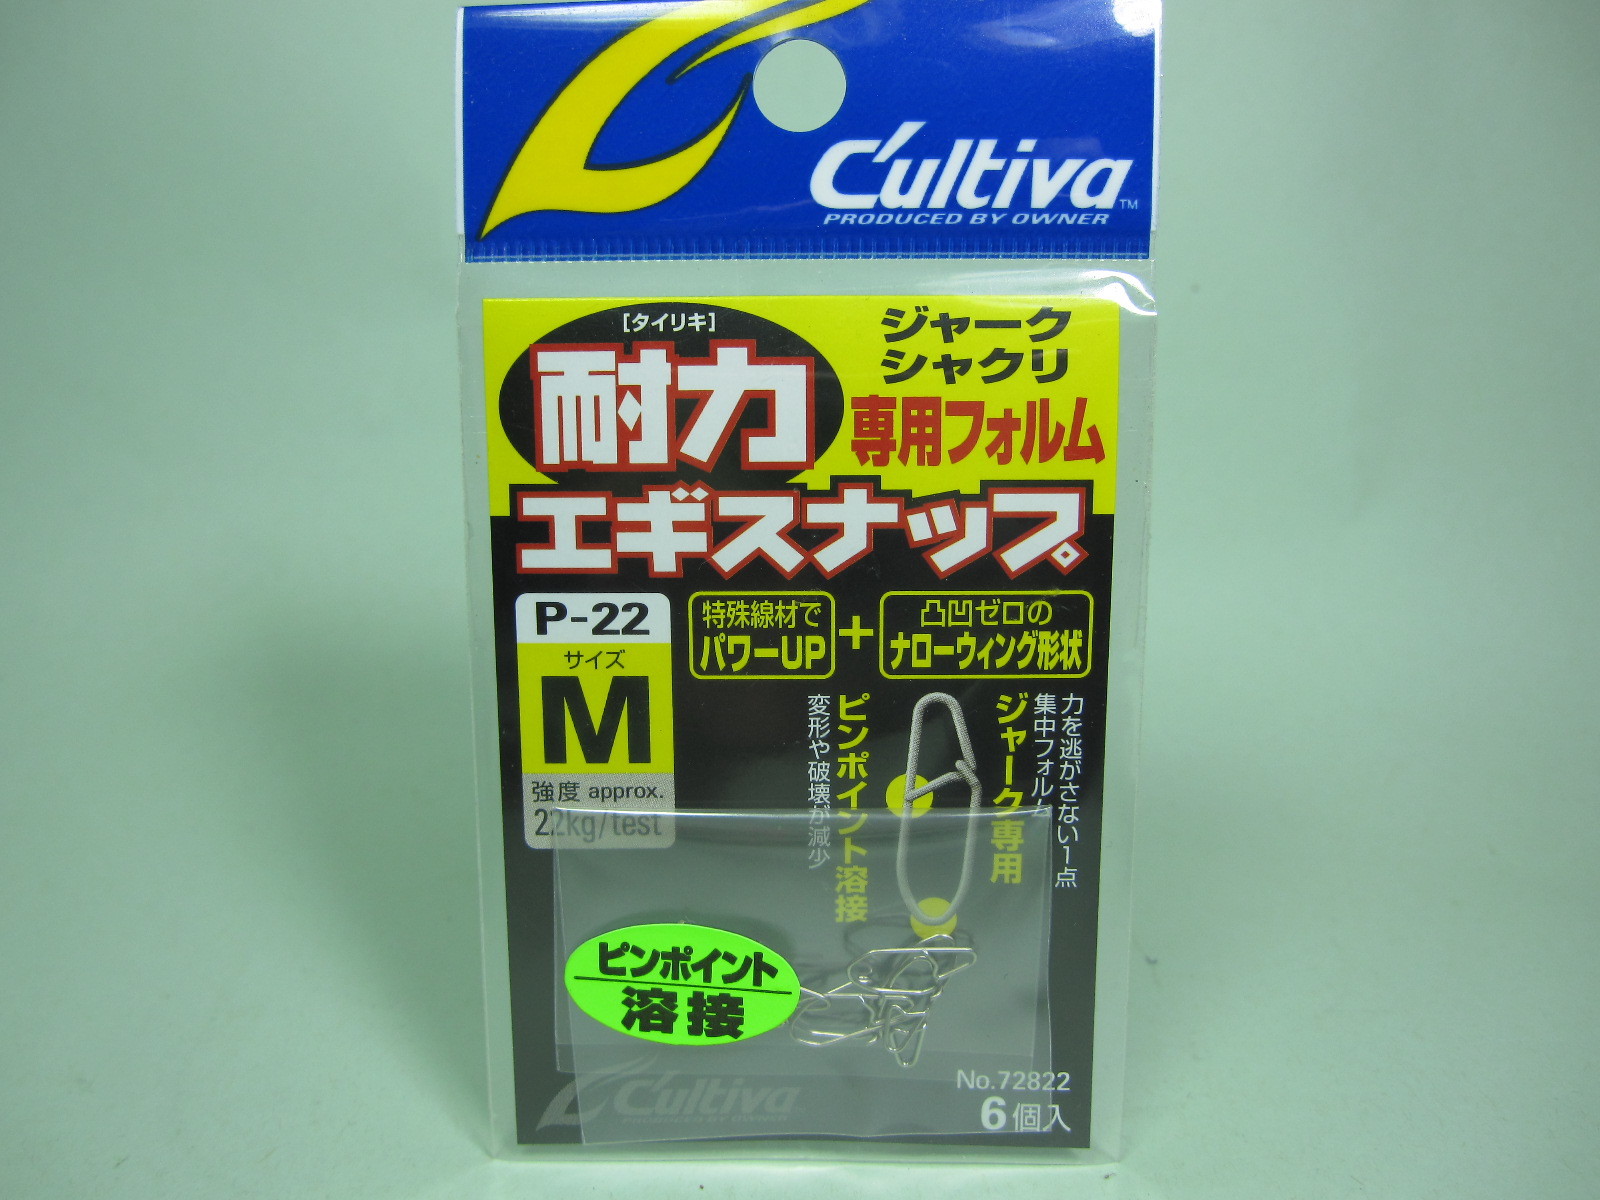 C'ultiva™
PRODUCED BY OWNER
[タイリキ]
耐力
ジャーク
シャクリ
専用フォルム
エギスナップ
P-22
サイズ
M
強度 approx.
22kg/test
特殊線材で
パワーUP
+
凸凹ゼロの
ナローウィング形状
力を逃がさない1点
集中フォルム
ジャーク専用
ピンポイント溶接
変形や破壊が減少
ピンポイント
溶接
C'ultiva
PRODUCED BY OWNER
No.72822
6個入